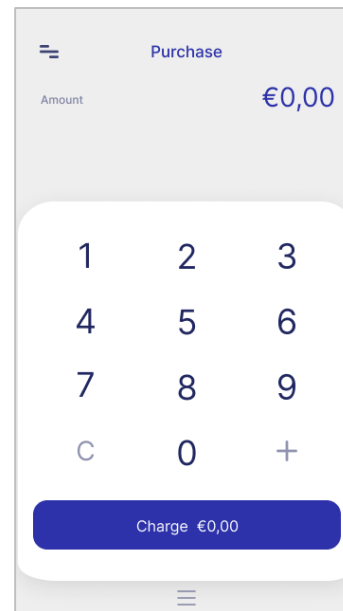 Purchase
Amount €0,00
1 2 3
4 5 6
7 8 9
C 0 +
Charge €0,00